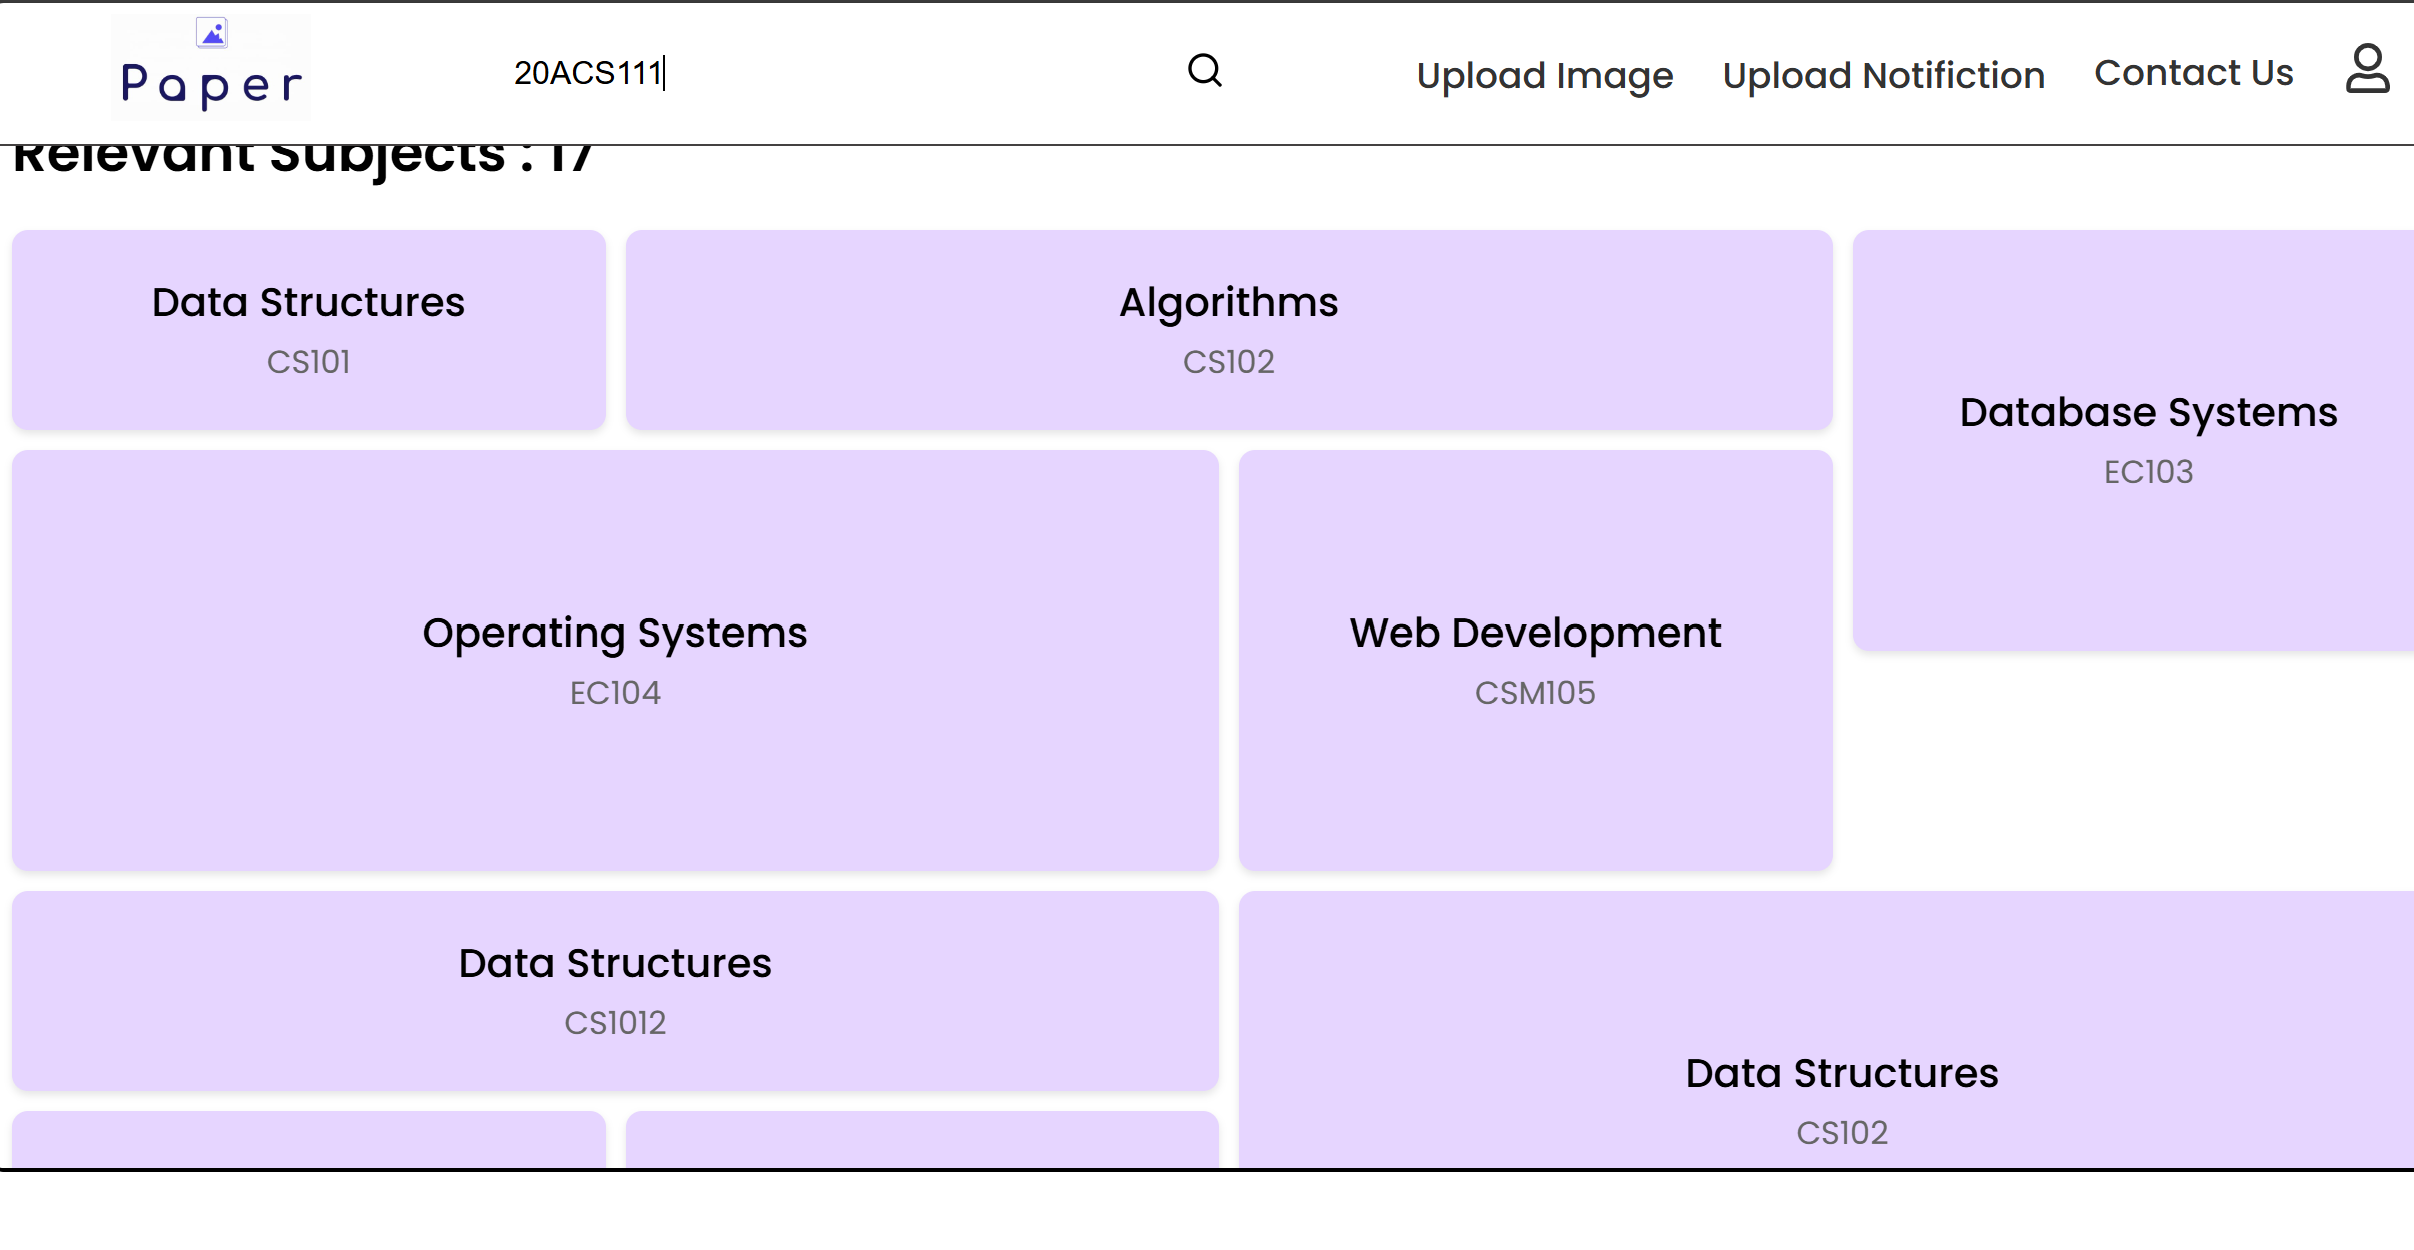 Paper
20ACS111
Upload Image
Upload Notifiction
Contact Us
Relevant Subjects : 17
Data Structures
CS101
Algorithms
CS102
Database Systems
EC103
Operating Systems
EC104
Web Development
CSM105
Data Structures
CS1012
Data Structures
CS102